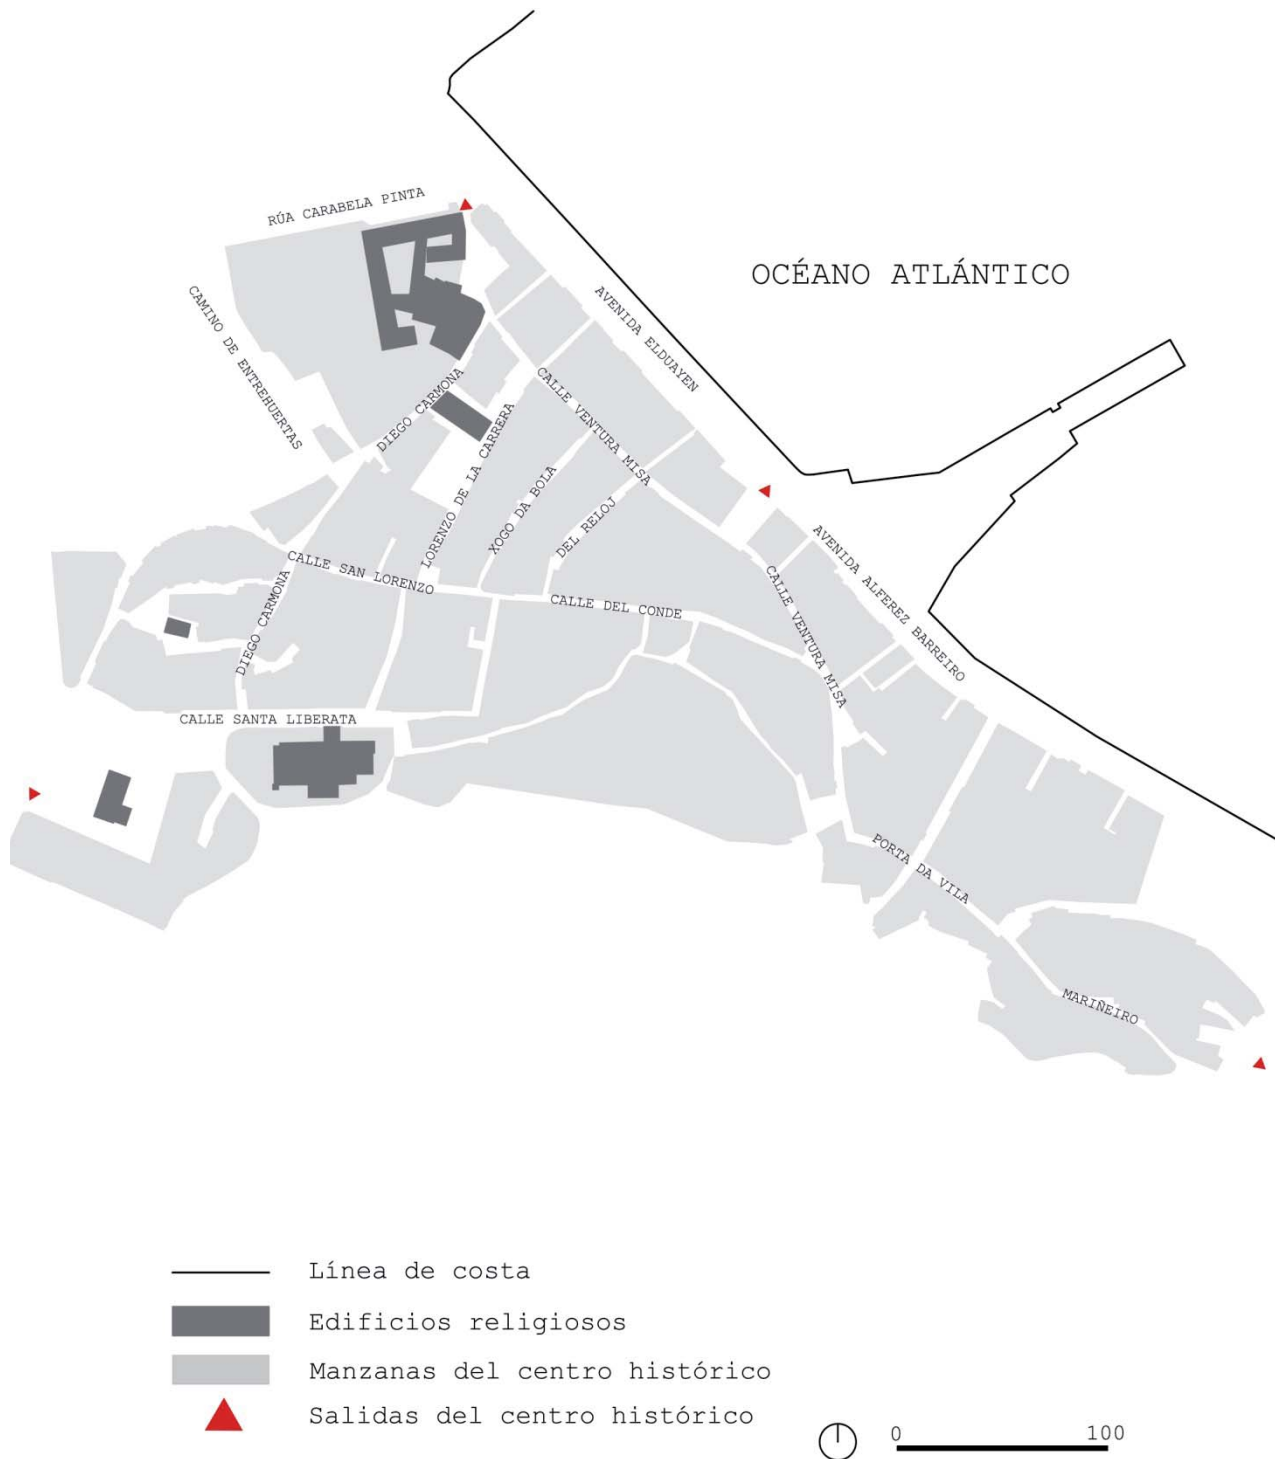 RÚA CARABELA PINTA
OCÉANO ATLÁNTICO
CAMINO DE ENTREHUERTAS
AVENIDA ELDUAYEN
DIEGO CARMONA
CALLE VENTURA MISA
LORENZO DE LA CARRERA
XOGO DA BOLA
DEL RELOJ
AVENIDA ALFEREZ BARREIRO
CALLE SAN LORENZO
CALLE DEL CONDE
CALLE VENTURA MISA
DIEGO CARMONA
CALLE SANTA LIBERATA
PORTA DA VILA
MARIÑEIRO
Línea de costa
Edificios religiosos
Manzanas del centro histórico
Salidas del centro histórico
0 100